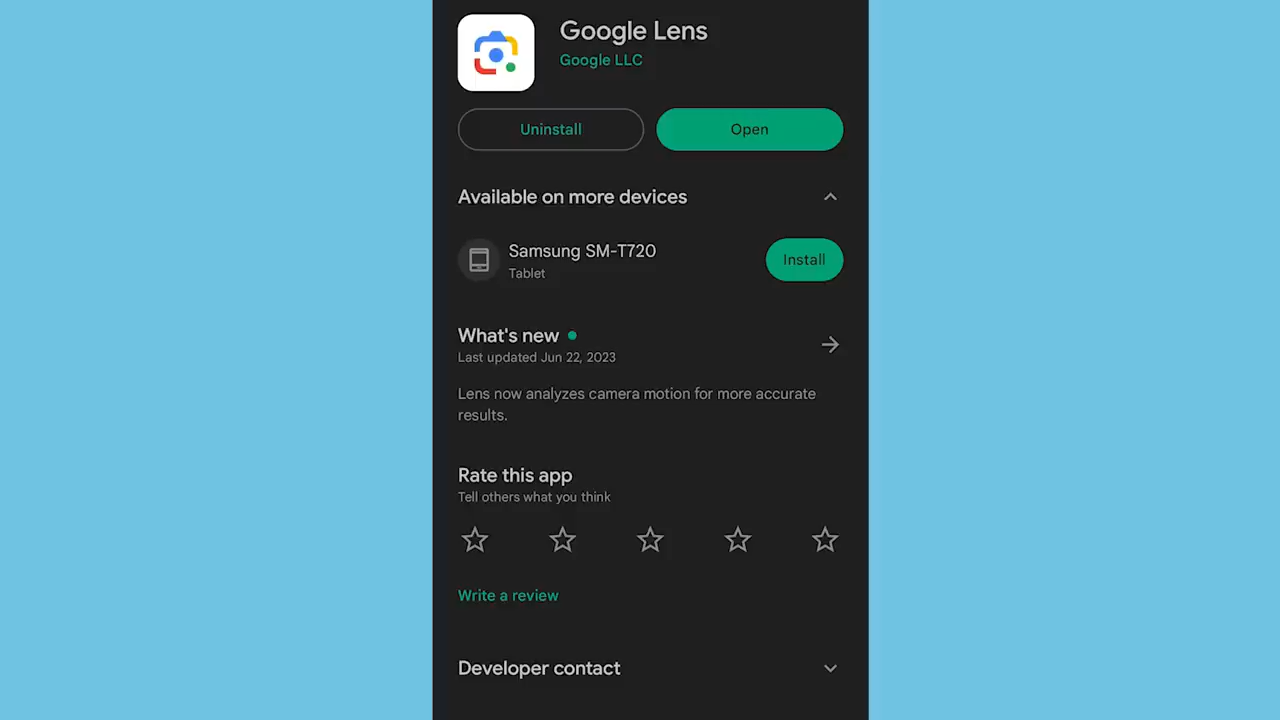 Google Lens
Google LLC
Uninstall
Open
Available on more devices
Samsung SM-T720
Tablet
Install
What's new
Last updated Jun 22, 2023
Lens now analyzes camera motion for more accurate
results.
Rate this app
Tell others what you think
Write a review
Developer contact